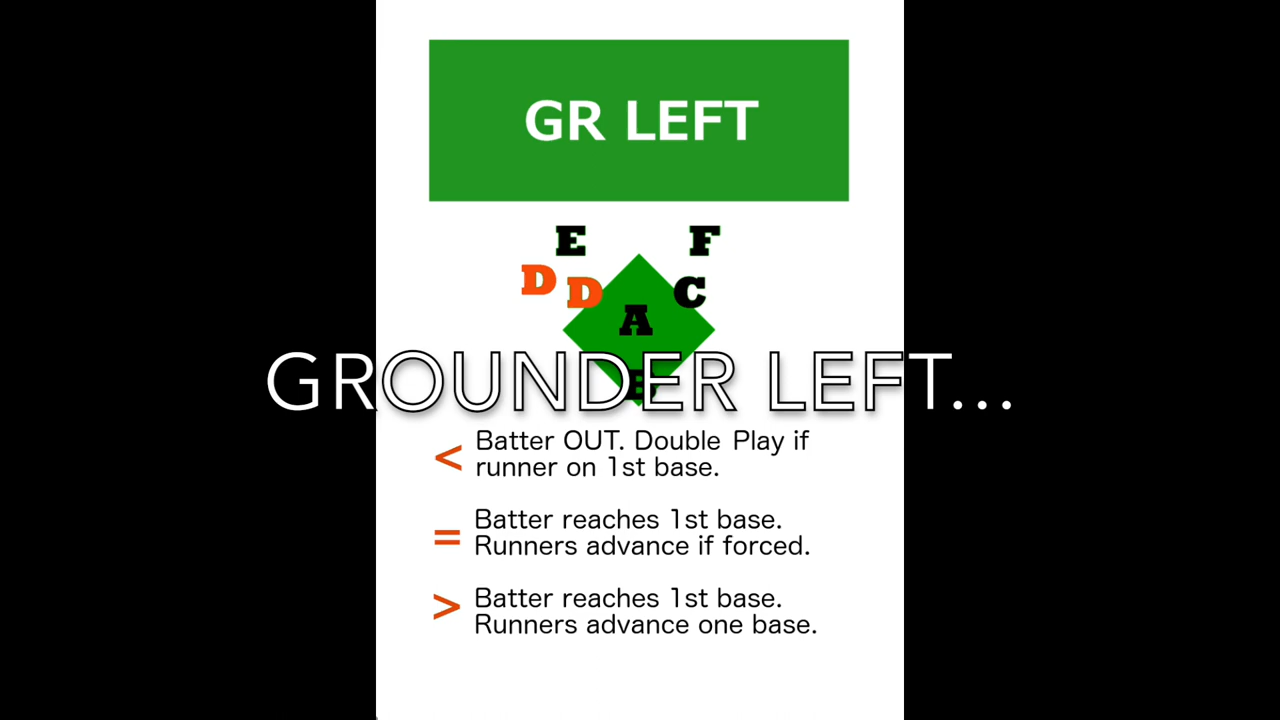 GR LEFT
E F
D D C
A
B
GROUNDER LEFT...
< Batter OUT. Double Play if
runner on 1st base.
= Batter reaches 1st base.
Runners advance if forced.
> Batter reaches 1st base.
Runners advance one base.